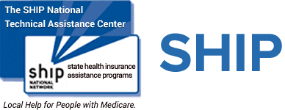 The SHIP National
Technical Assistance Center
ship
NATIONAL
NETWORK
state health insurance
assistance programs
Local Help for People with Medicare.
SHIP